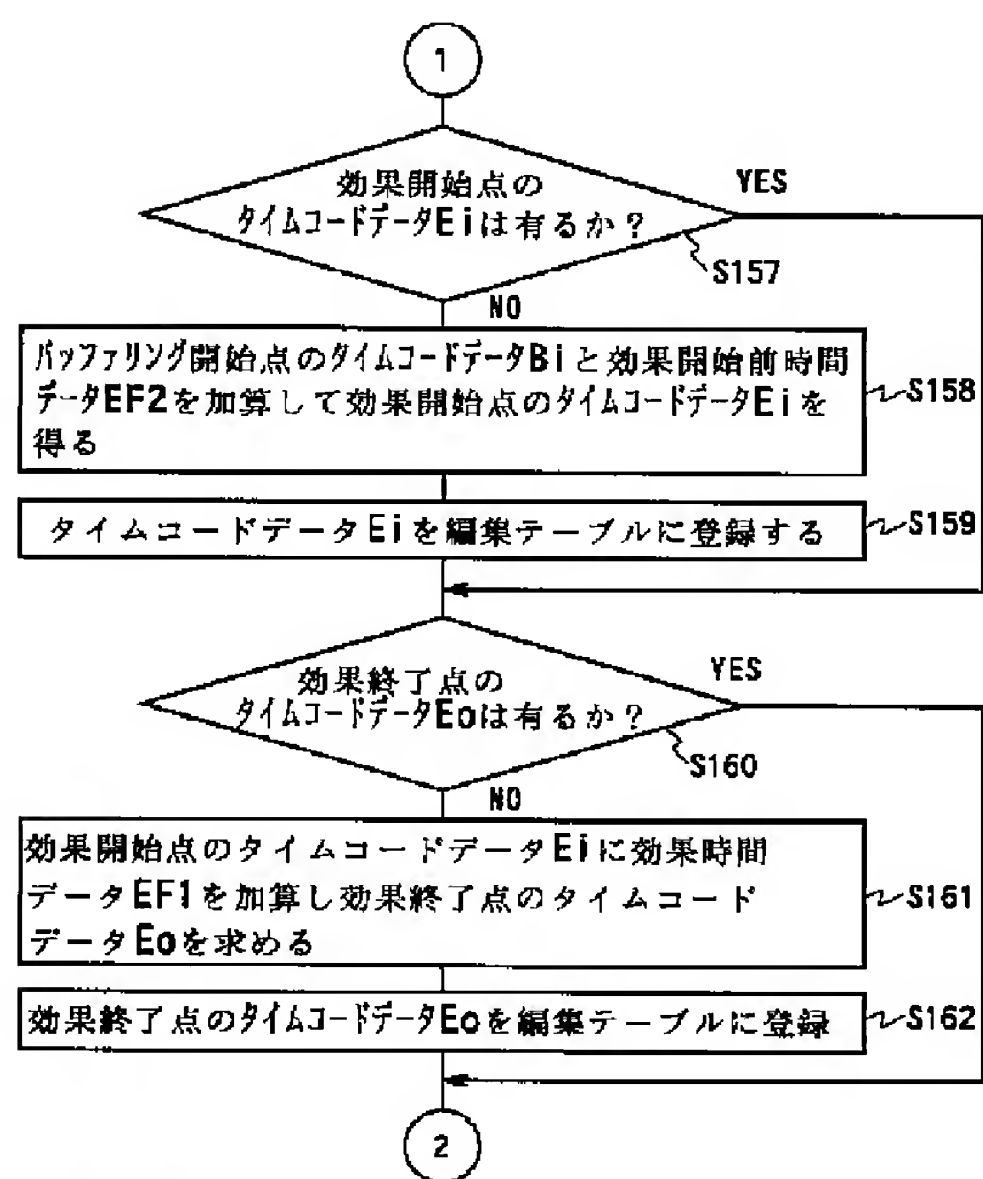 1
効果開始点の
タイムコードデータEiは有るか？
YES
S157
NO
バッファリング開始点のタイムコードデータBiと効果開始前時間
データEF2を加算して効果開始点のタイムコードデータEiを
得る
S158
タイムコードデータEiを編集テーブルに登録する
S159
効果終了点の
タイムコードデータEoは有るか？
YES
S160
NO
効果開始点のタイムコードデータEiに効果時間
データEF1を加算し効果終了点のタイムコード
データEoを求める
S161
効果終了点のタイムコードデータEoを編集テーブルに登録
S162
2